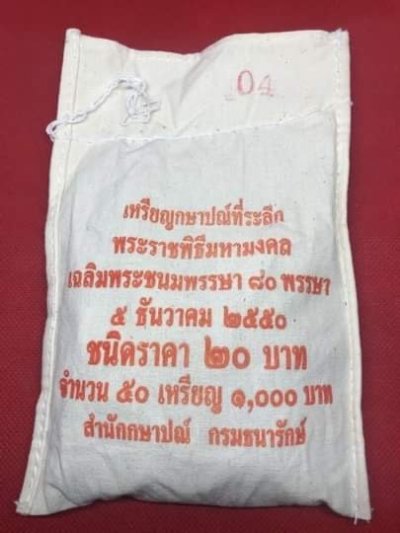 04
เหรียญกษาปณ์ที่ระลึก
พระราชพิธีมหามงคล
เฉลิมพระชนมพรรษา ๘๐ พรรษา
๕ ธันวาคม ๒๕๕๐
ชนิดราคา ๒๐ บาท
จำนวน ๕๐ เหรียญ ๑,๐๐๐ บาท
สำนักกษาปณ์ กรมธนารักษ์